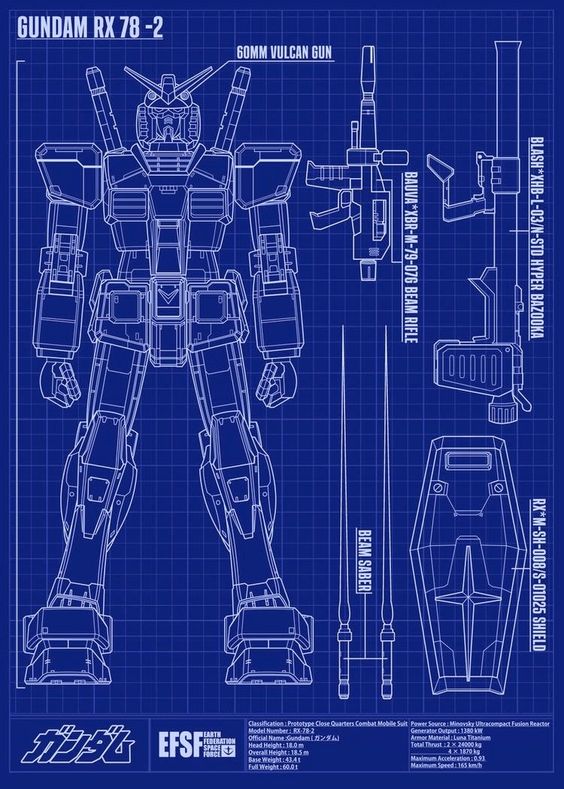 GUNDAM RX 78 -2
60MM VULCAN GUN
BAUVA*XBR-M-79-07G BEAM RIFLE
BLASH*XHB-L-03/N-STD HYPER BAZOOKA
BEAM SABER
RX*M-SH-008/S-01025 SHIELD
ガンダム
EFSF
EARTH
FEDERATION
SPACE
FORCE
Classification : Prototype Close Quarters Combat Mobile Suit
Model Number : RX-78-2
Official Name :Gundam ( ガンダム)
Head Height : 18.0 m
Overall Height : 18.5 m
Base Weight : 43.4 t
Full Weight : 60.0 t
Power Source : Minovsky Ultracompact Fusion Reactor
Generator Output : 1380 kW
Armor Material : Luna Titanium
Total Thrust : 2 × 24000 kg
4 × 1870 kg
Maximum Acceleration : 0.93
Maximum Speed : 165 km/h